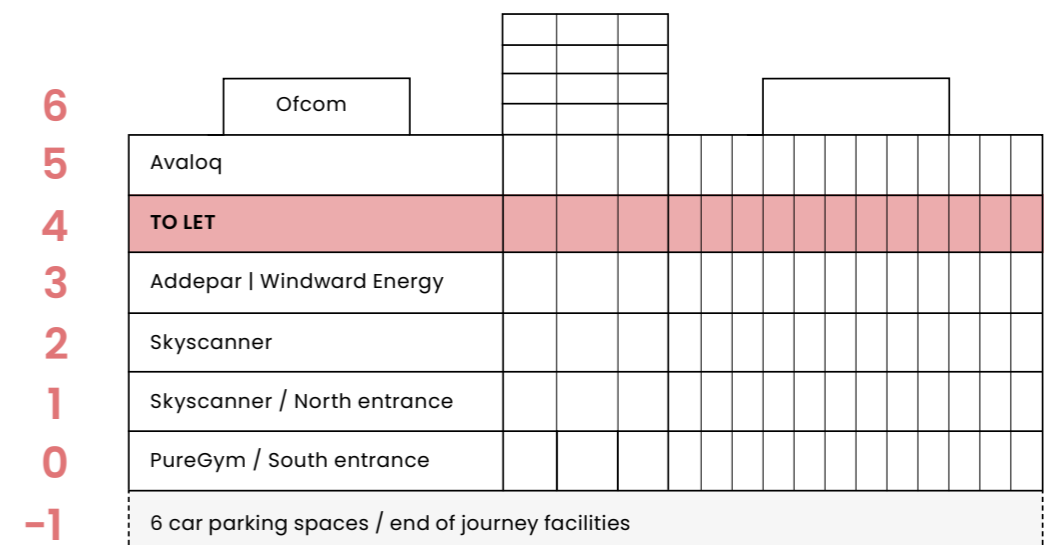 6 Ofcom
5 Avaloq
4 TO LET
3 Addepar | Windward Energy
2 Skyscanner
1 Skyscanner / North entrance
0 PureGym / South entrance
-1 6 car parking spaces / end of journey facilities